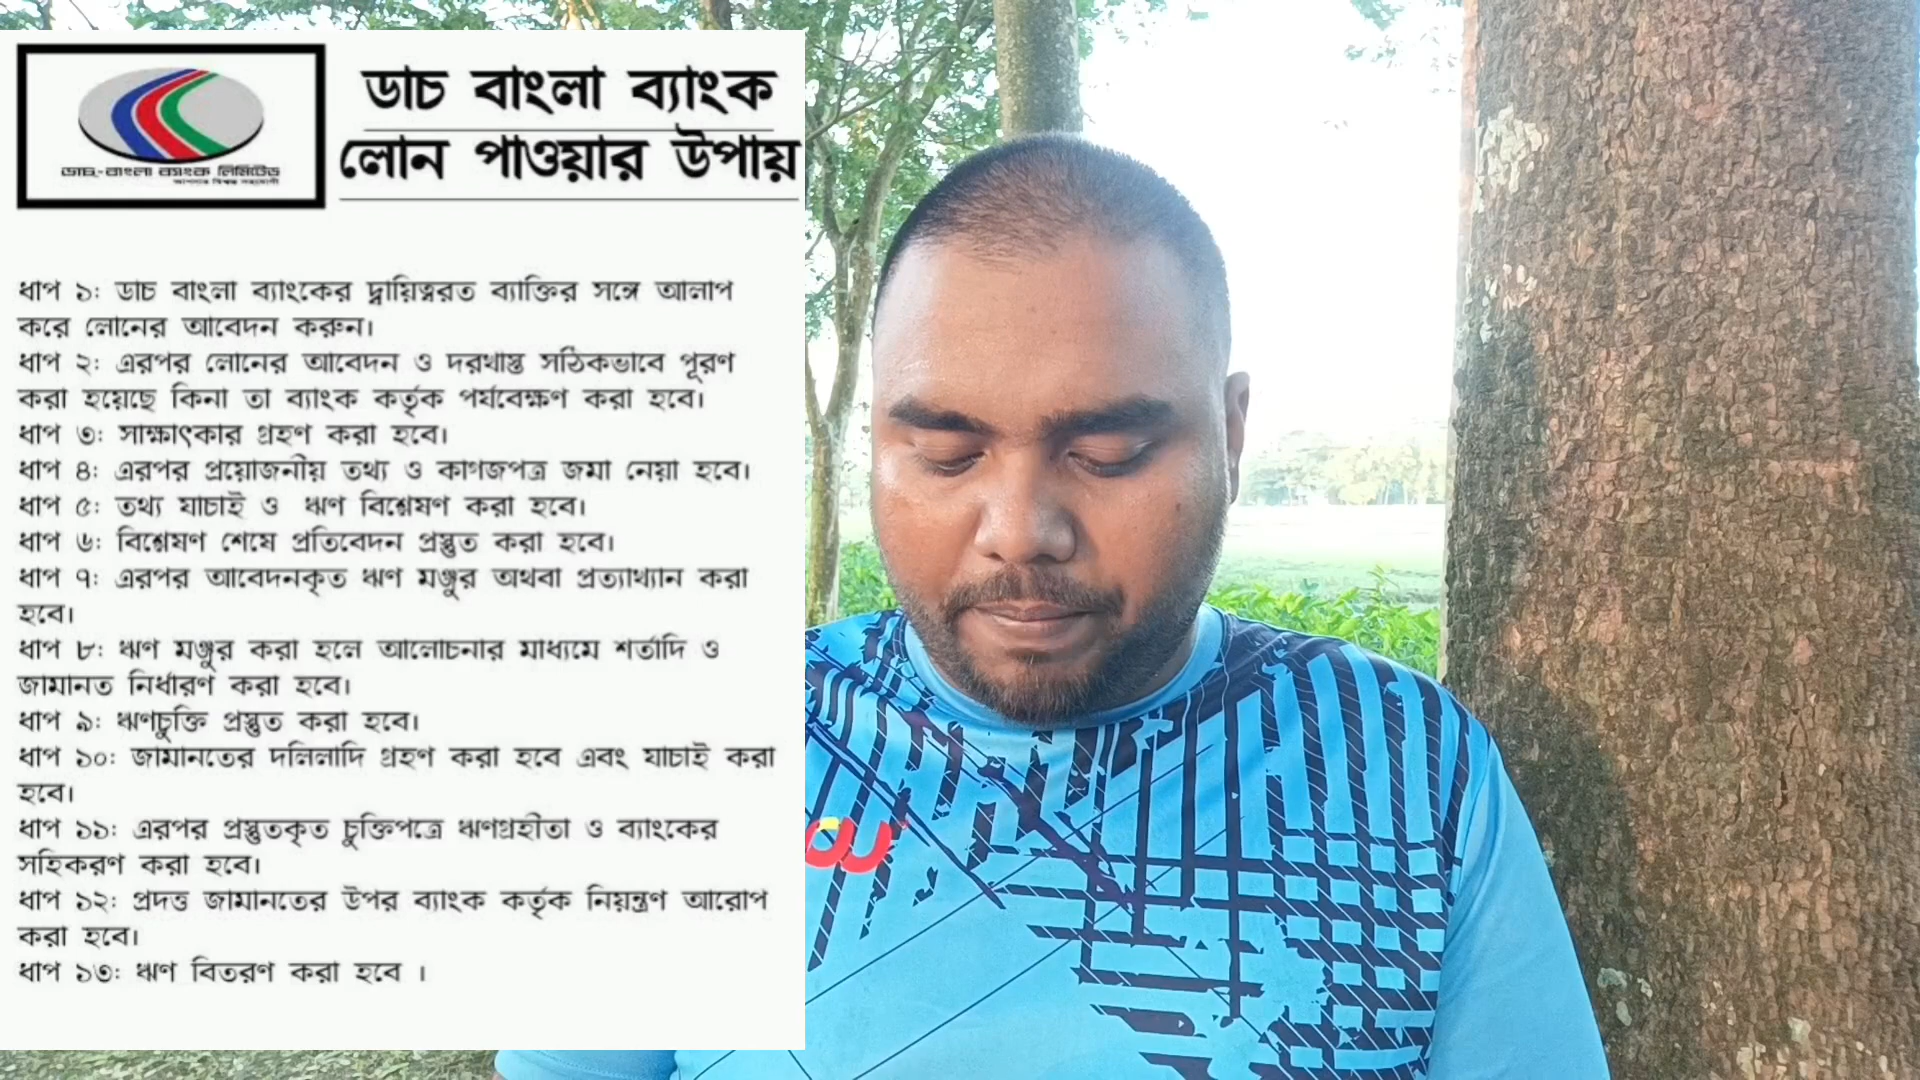 ডাচ বাংলা ব্যাংক
লোন পাওয়ার উপায়
ডাচ্-বাংলা ব্যাংক লিমিটেড
আপনার বিশ্বস্ত সহযোগী
ধাপ ১: ডাচ বাংলা ব্যাংকের দ্বায়িত্বরত ব্যাক্তির সঙ্গে আলাপ
করে লোনের আবেদন করুন।
ধাপ ২: এরপর লোনের আবেদন ও দরখাস্ত সঠিকভাবে পূরণ
করা হয়েছে কিনা তা ব্যাংক কর্তৃক পর্যবেক্ষণ করা হবে।
ধাপ ৩: সাক্ষাৎকার গ্রহণ করা হবে।
ধাপ ৪: এরপর প্রয়োজনীয় তথ্য ও কাগজপত্র জমা নেয়া হবে।
ধাপ ৫: তথ্য যাচাই ও ঋণ বিশ্লেষণ করা হবে।
ধাপ ৬: বিশ্লেষণ শেষে প্রতিবেদন প্রস্তুত করা হবে।
ধাপ ৭: এরপর আবেদনকৃত ঋণ মঞ্জুর অথবা প্রত্যাখ্যান করা
হবে।
ধাপ ৮: ঋণ মঞ্জুর করা হলে আলোচনার মাধ্যমে শর্তাদি ও
জামানত নির্ধারণ করা হবে।
ধাপ ৯: ঋণচুক্তি প্রস্তুত করা হবে।
ধাপ ১০: জামানতের দলিলাদি গ্রহণ করা হবে এবং যাচাই করা
হবে।
ধাপ ১১: এরপর প্রস্তুতকৃত চুক্তিপত্রে ঋণগ্রহীতা ও ব্যাংকের
সহিকরণ করা হবে।
ধাপ ১২: প্রদত্ত জামানতের উপর ব্যাংক কর্তৃক নিয়ন্ত্রণ আরোপ
করা হবে।
ধাপ ১৩: ঋণ বিতরণ করা হবে ।